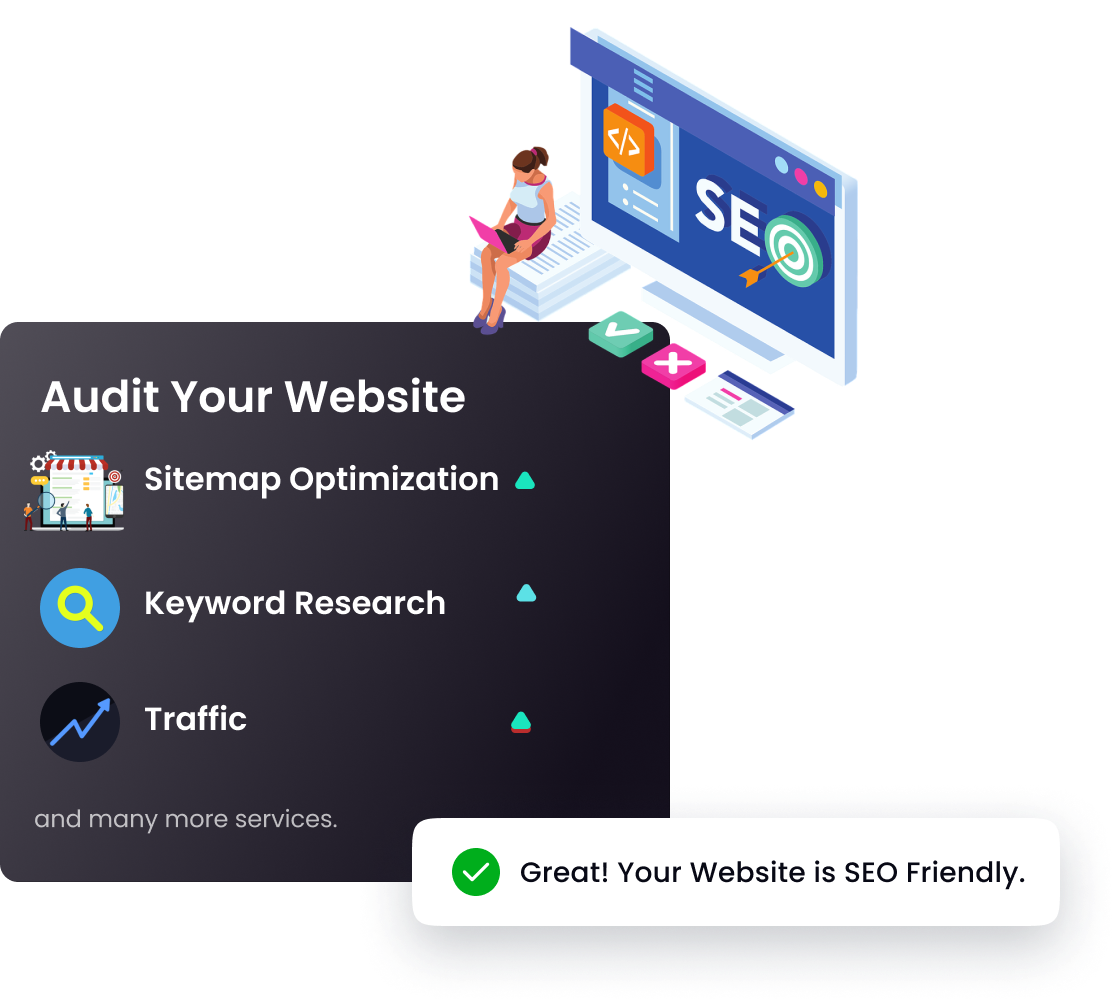 </>
SEO
Audit Your Website
Sitemap Optimization
Keyword Research
Traffic
and many more services.
Great! Your Website is SEO Friendly.